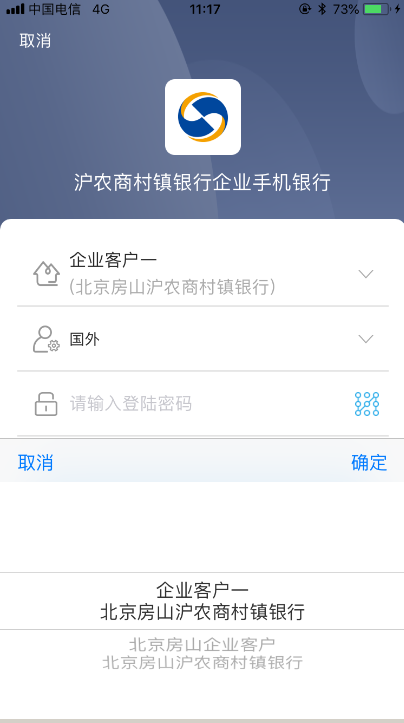 中国电信 4G 11:17 73%
取消
沪农商村镇银行企业手机银行
企业客户一
(北京房山沪农商村镇银行)
国外
请输入登陆密码
取消 确定
企业客户一
北京房山沪农商村镇银行
北京房山企业客户
北京房山沪农商村镇银行